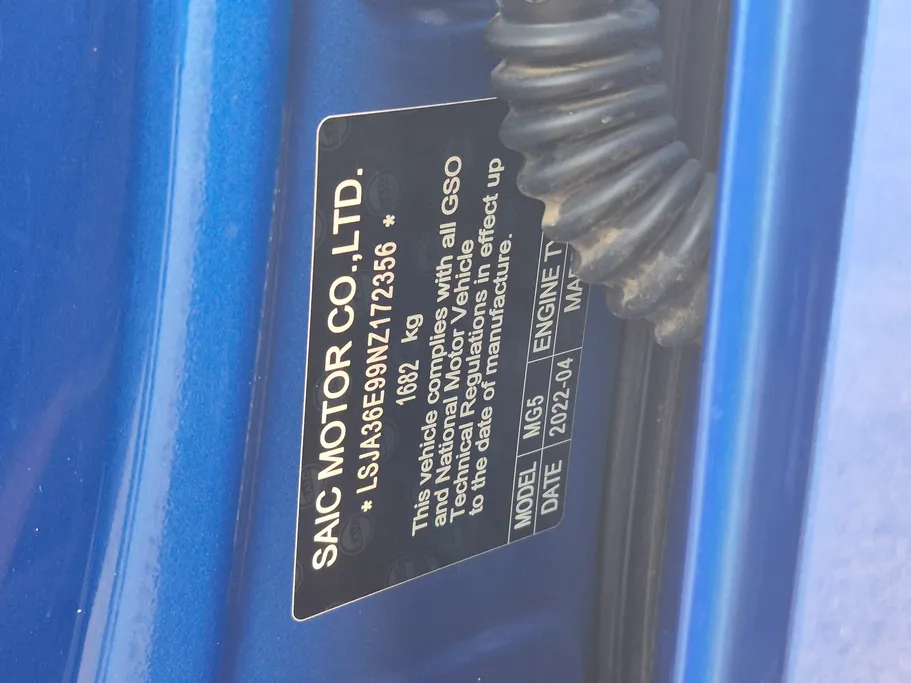 SAIC MOTOR CO.,LTD.
* LSJA36E99NZ172356 *
1682 kg
This vehicle complies with all GSO
and National Motor Vehicle
Technical Regulations in effect up
to the date of manufacture.
MODEL MG5 ENGINE
DATE 2022-04